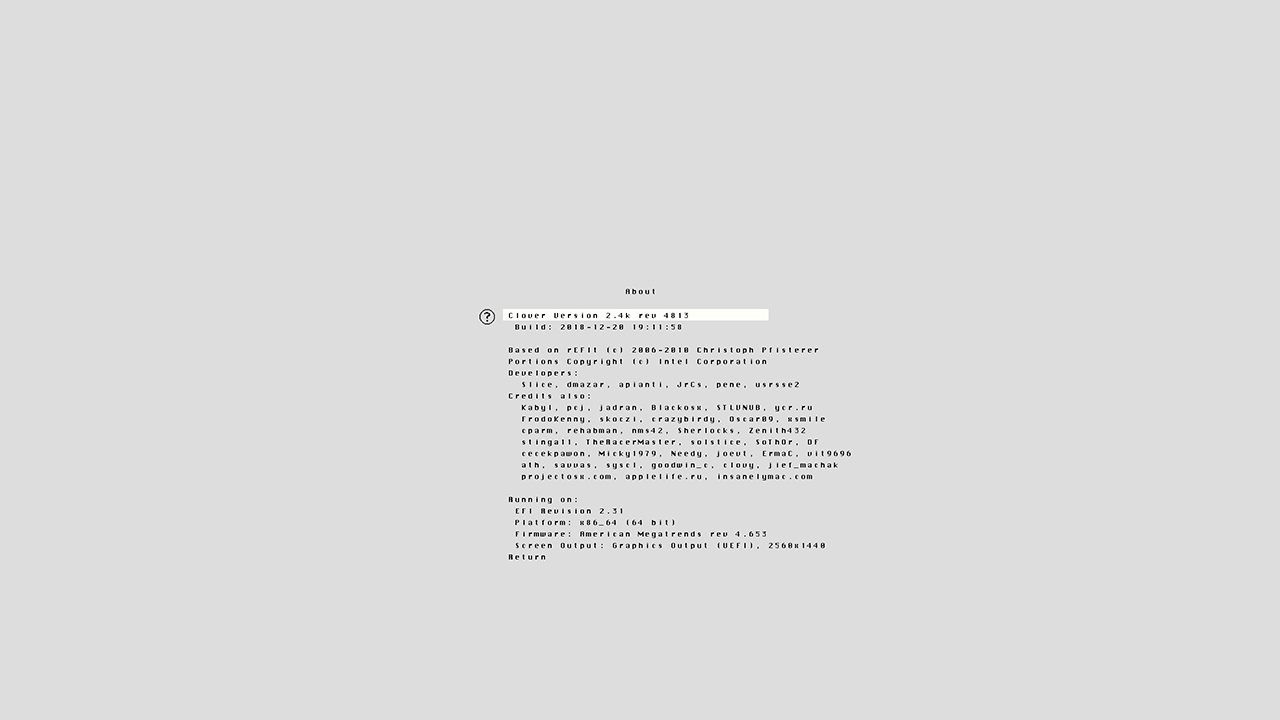 About
Clover Version 2.4k rev 4813
Build: 2018-12-20 19:11:58
Based on rEFIt (c) 2006-2010 Christoph Pfisterer
Portions Copyright (c) Intel Corporation
Developers:
Slice, dmazar, apianti, JrCs, pene, usrsse2
Credits also:
Kabyl, pcj, jadran, Blackosx, STLVNUB, ycr.ru
FrodoKenny, skoczi, crazybirdy, Oscar09, xsmile
cparm, rehabman, nms42, Sherlocks, Zenith432
stinga11, TheRacerMaster, solstice, SoThOr, DF
cecekpawon, Micky1979, Needy, joevt, ErmaC, vit9696
ath, savvas, syscl, goodwin_c, clovy, jief_machak
projectosx.com, applelife.ru, insanelymac.com
Running on:
EFI Revision 2.31
Platform: x86_64 (64 bit)
Firmware: American Megatrends rev 4.653
Screen Output: Graphics Output (UEFI), 2560x1440
Return